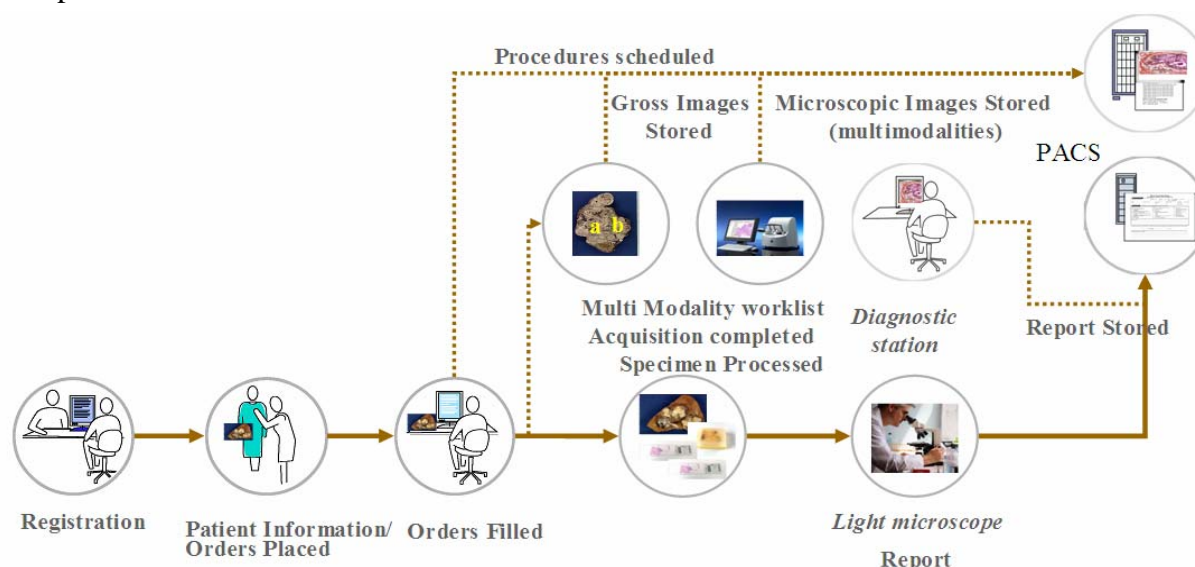 Procedures scheduled
Gross Images
Stored
Microscopic Images Stored
(multimodalities)
PACS
a b
Multi Modality worklist
Acquisition completed
Specimen Processed
Diagnostic
station
Report Stored
Registration
Patient Information/
Orders Placed
Orders Filled
Light microscope
Report